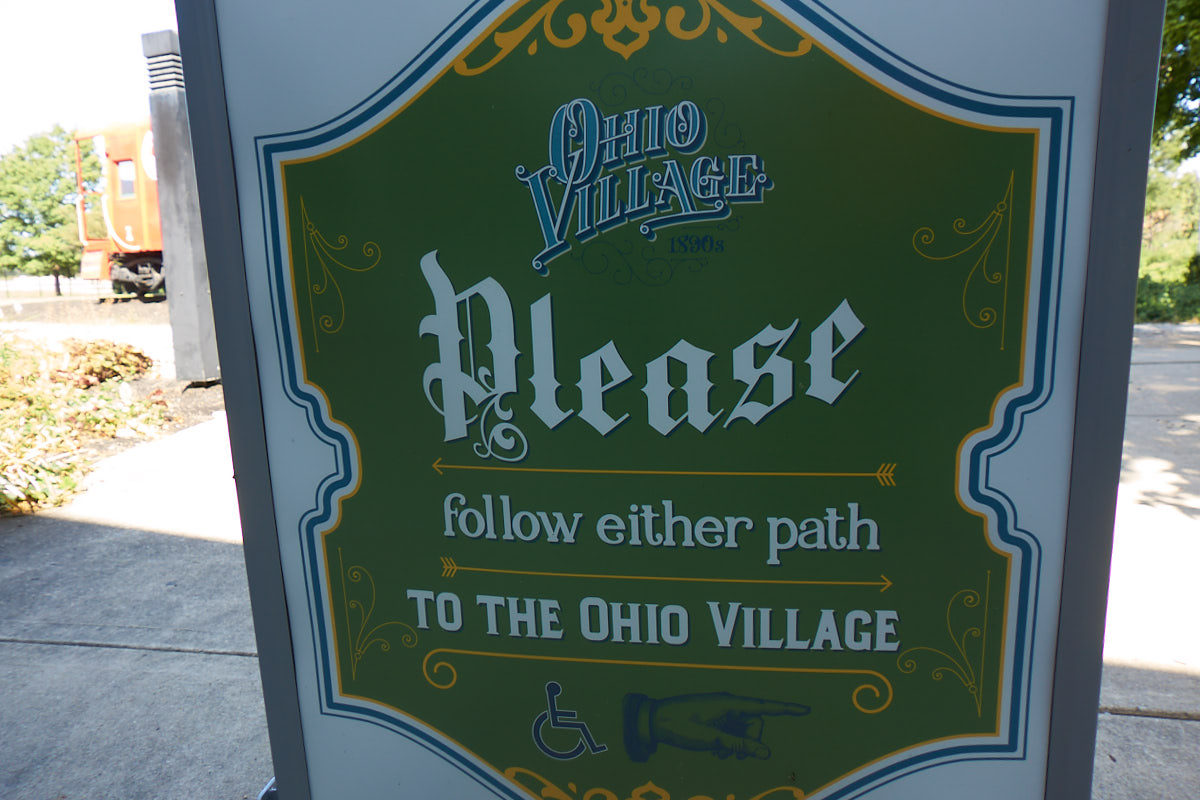 Ohio
Village
1890s
Please
follow either path
TO THE OHIO VILLAGE